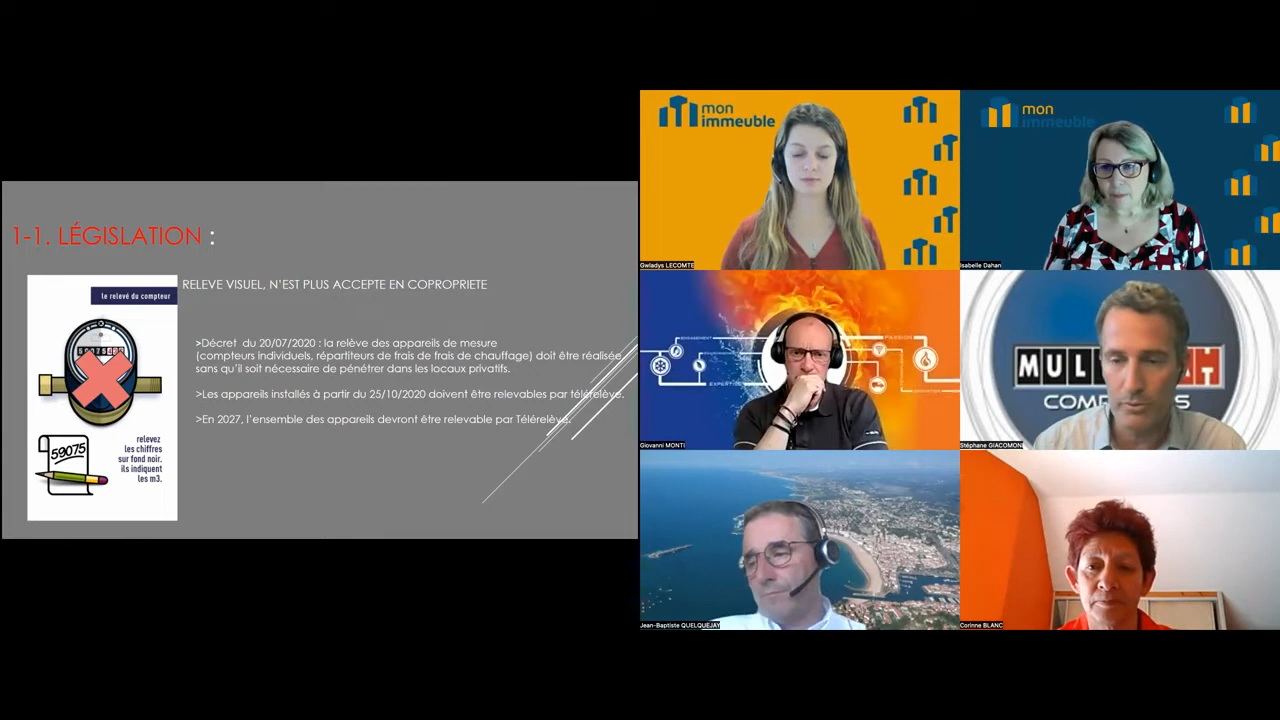 1-1. LÉGISLATION :
le relevé du compteur
relevez
les chiffres
sur fond noir.
ils indiquent
les m3.
59075
RELEVE VISUEL, N'EST PLUS ACCEPTE EN COPROPRIETE
>Décret du 20/07/2020 : la relève des appareils de mesure
(compteurs individuels, répartiteurs de frais de frais de chauffage) doit être réalisée
sans qu'il soit nécessaire de pénétrer dans les locaux privatifs.
>Les appareils installés à partir du 25/10/2020 doivent être relevables par télérelève.
>En 2027, l'ensemble des appareils devront être relevable par Télérelève.
mon
immeuble
Gwladys LECOMTE
mon
immeuble
Isabelle Dahan
PASSION
EXPERTISE
Giovanni MONTI
MUL
T
COMP
S
Stéphane GIACOMONI
Jean-Baptiste QUELQUEJAY
Corinne BLANC